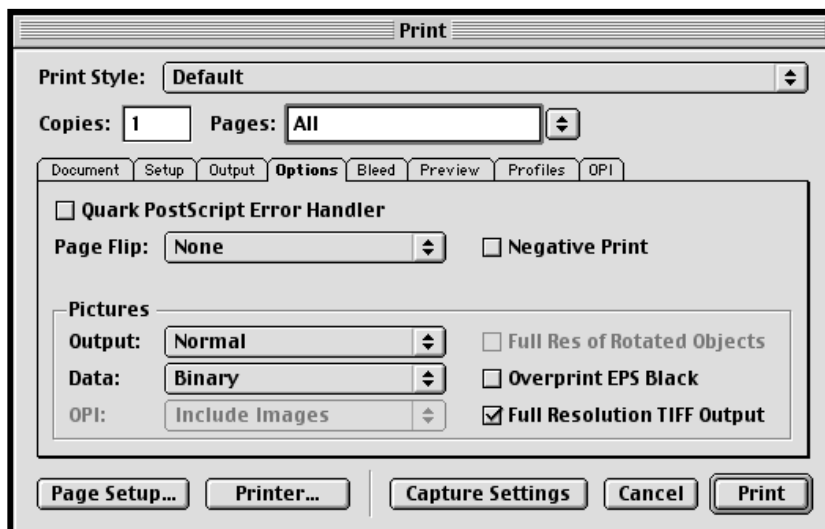 Print
Print Style: Default
Copies: 1 Pages: All
Document Setup Output Options Bleed Preview Profiles OPI
Quark PostScript Error Handler
Page Flip: None Negative Print
Pictures
Output: Normal Full Res of Rotated Objects
Data: Binary Overprint EPS Black
OPI: Include Images Full Resolution TIFF Output
Page Setup... Printer... Capture Settings Cancel Print